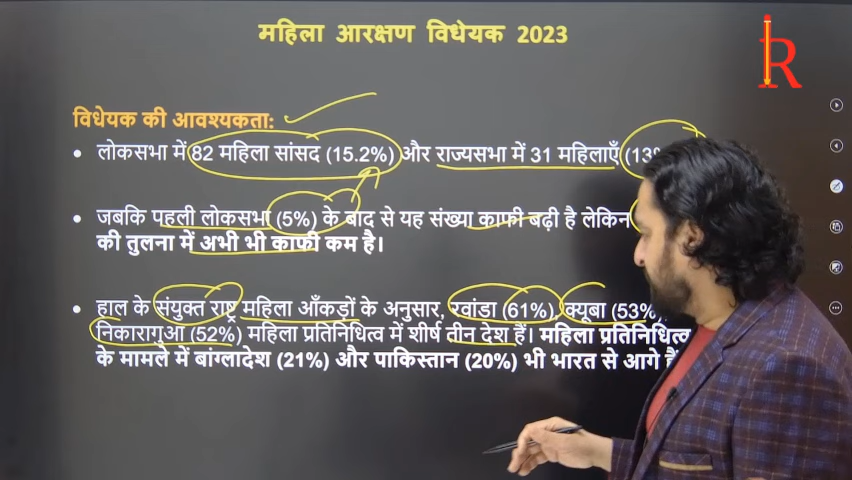 महिला आरक्षण विधेयक 2023
R
विधेयक की आवश्यकता:
• लोकसभा में 82 महिला सांसद (15.2%) और राज्यसभा में 31 महिलाएँ
• जबकि पहली लोकसभा (5%) के बाद से यह संख्या काफी बढ़ी है लेकिन
की तुलना में अभी भी काफी कम है।
• हाल के संयुक्त राष्ट्र महिला आँकड़ों के अनुसार, रवांडा (61%), क्यूबा (53%)
निकारागुआ (52%) महिला प्रतिनिधित्व में शीर्ष तीन देश हैं। महिला प्रतिनिधित्व
के मामले में बांग्लादेश (21%) और पाकिस्तान (20%) भी भारत से आगे हैं